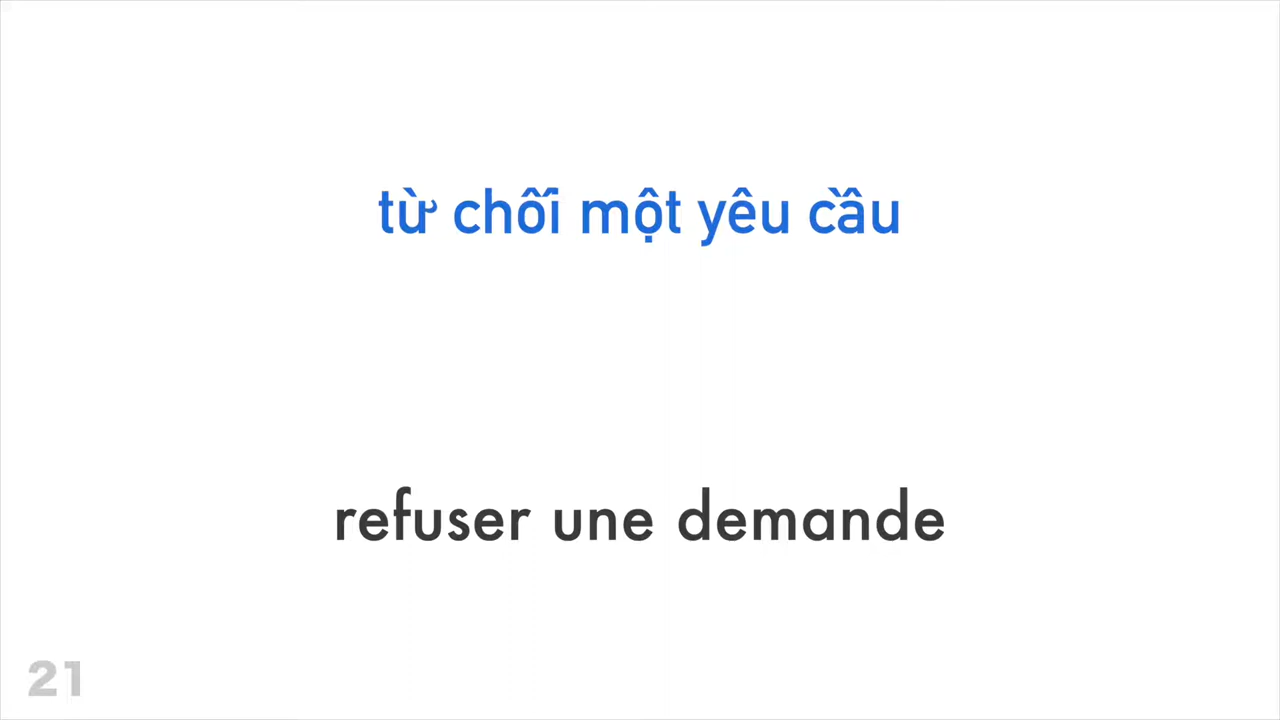 từ chối một yêu cầu
refuser une demande
21